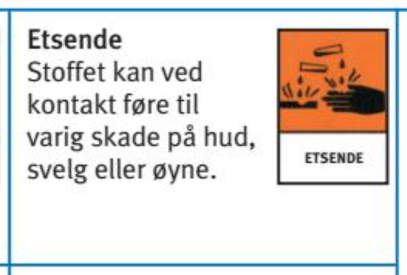 Etsende
Stoffet kan ved
kontakt føre til
varig skade på hud,
svelg eller øyne.
ETSENDE